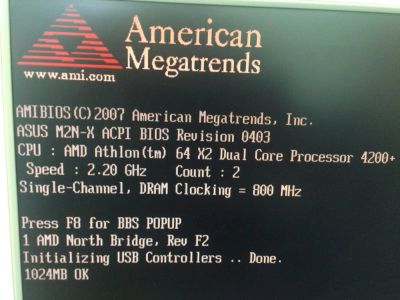 American
Megatrends
www.ami.com
AMIBIOS(C)2007 American Megatrends, Inc.
ASUS M2N-X ACPI BIOS Revision 0403
CPU : AMD Athlon(tm) 64 X2 Dual Core Processor 4200+
Speed : 2.20 GHz Count : 2
Single-Channel, DRAM Clocking = 800 MHz
Press F8 for BBS POPUP
1 AMD North Bridge, Rev F2
Initializing USB Controllers .. Done.
1024MB OK